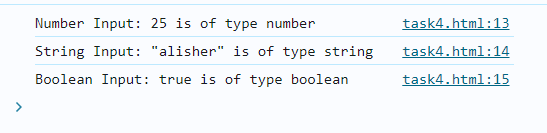 Number Input: 25 is of type number task4.html:13
String Input: "alisher" is of type string task4.html:14
Boolean Input: true is of type boolean task4.html:15
>